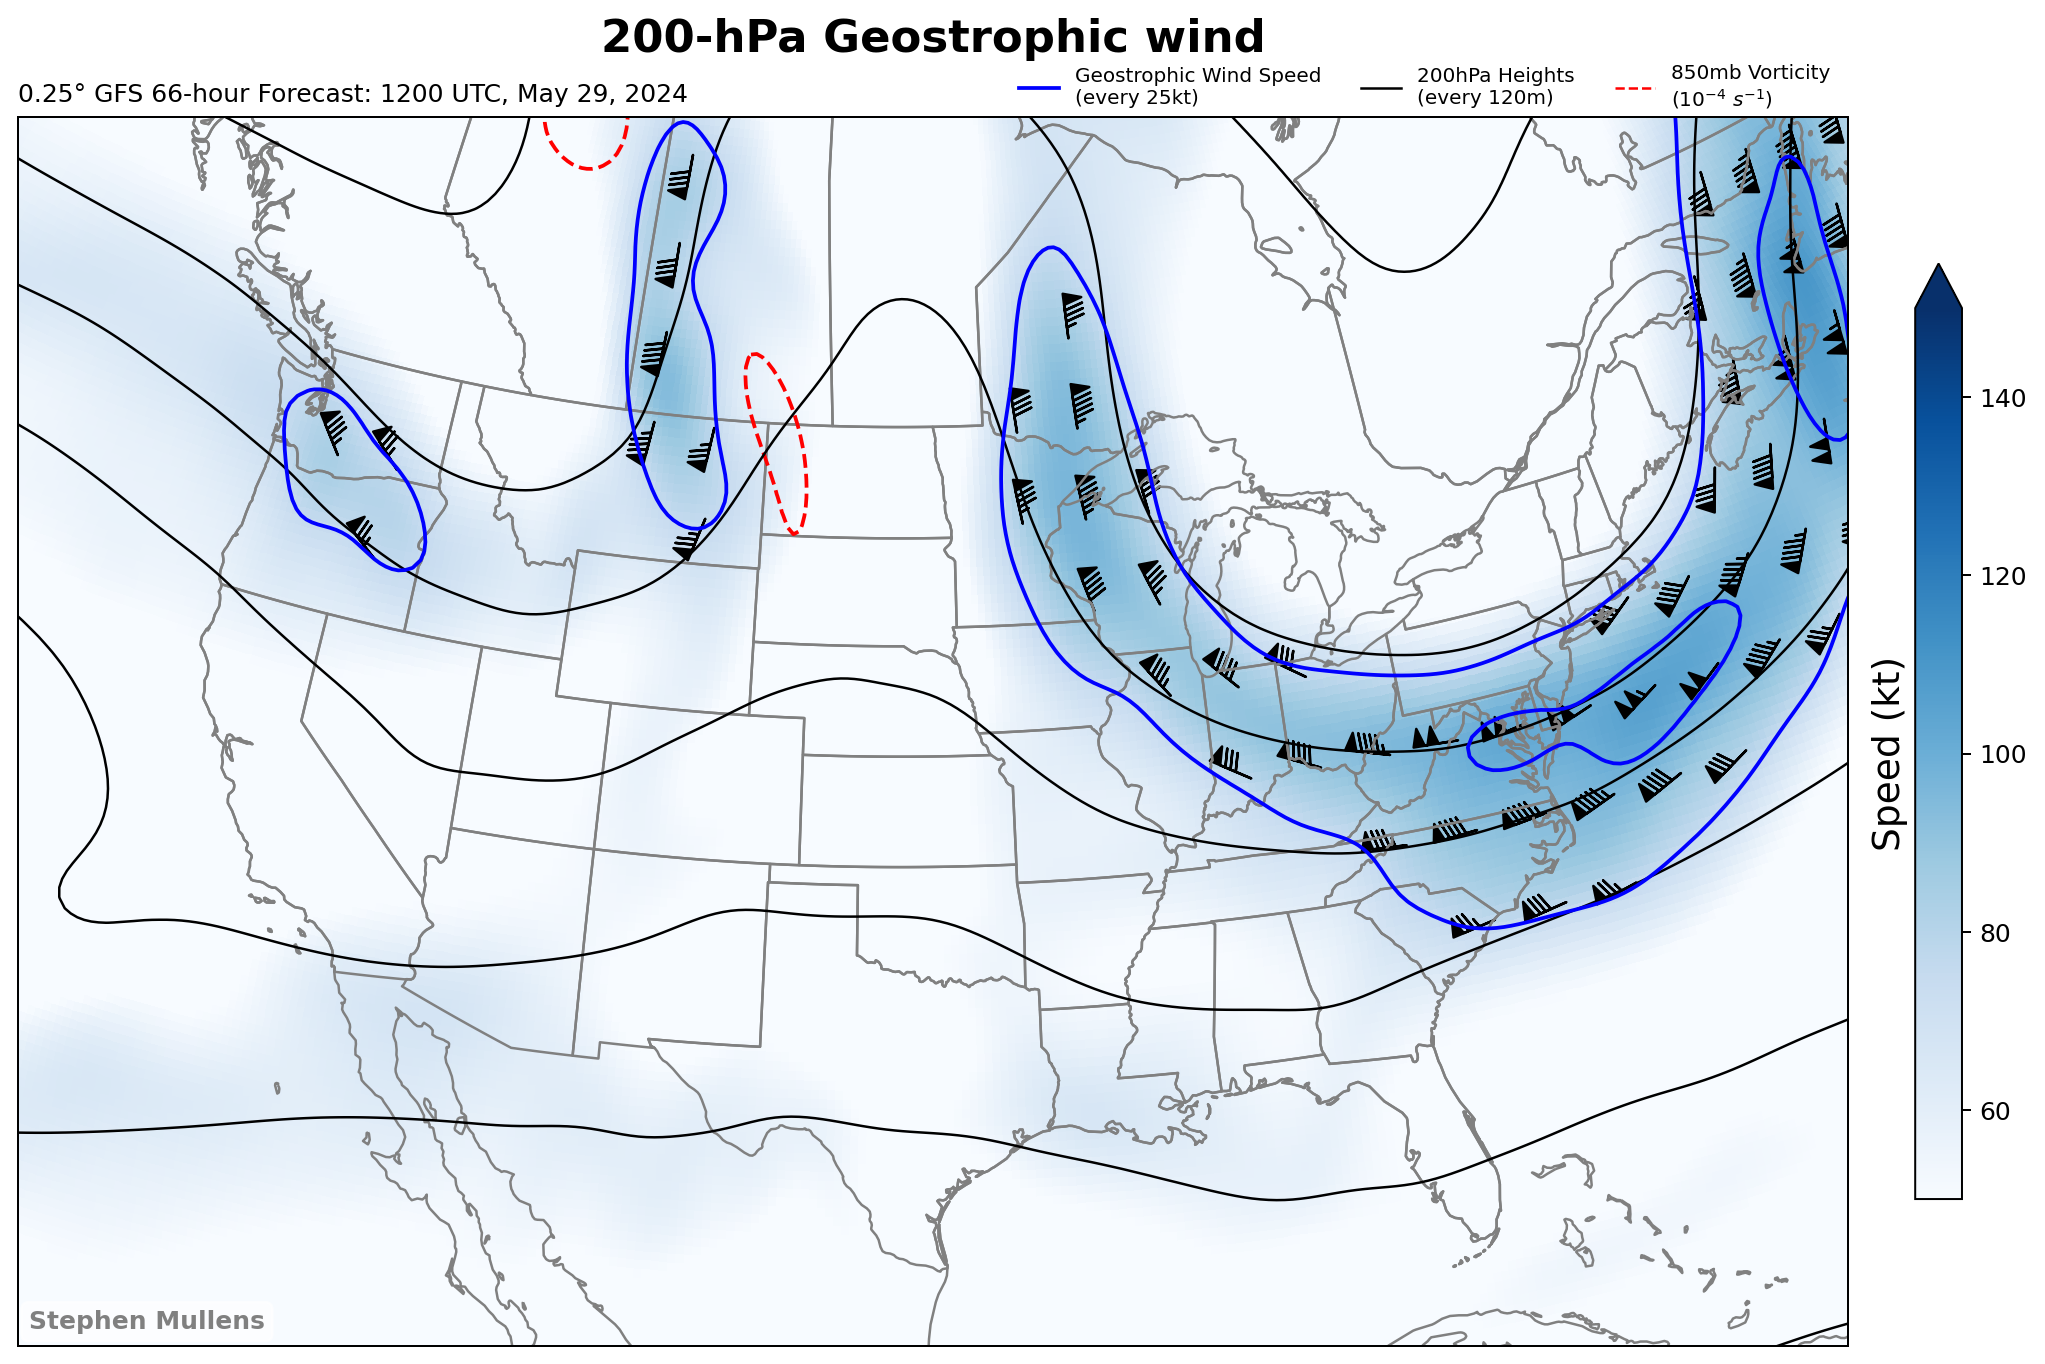 200-hPa Geostrophic wind
0.25° GFS 66-hour Forecast: 1200 UTC, May 29, 2024
Geostrophic Wind Speed
(every 25kt)
200hPa Heights
(every 120m)
850mb Vorticity
(10⁻⁴ s⁻¹)
140
120
100
80
60
Speed (kt)
Stephen Mullens